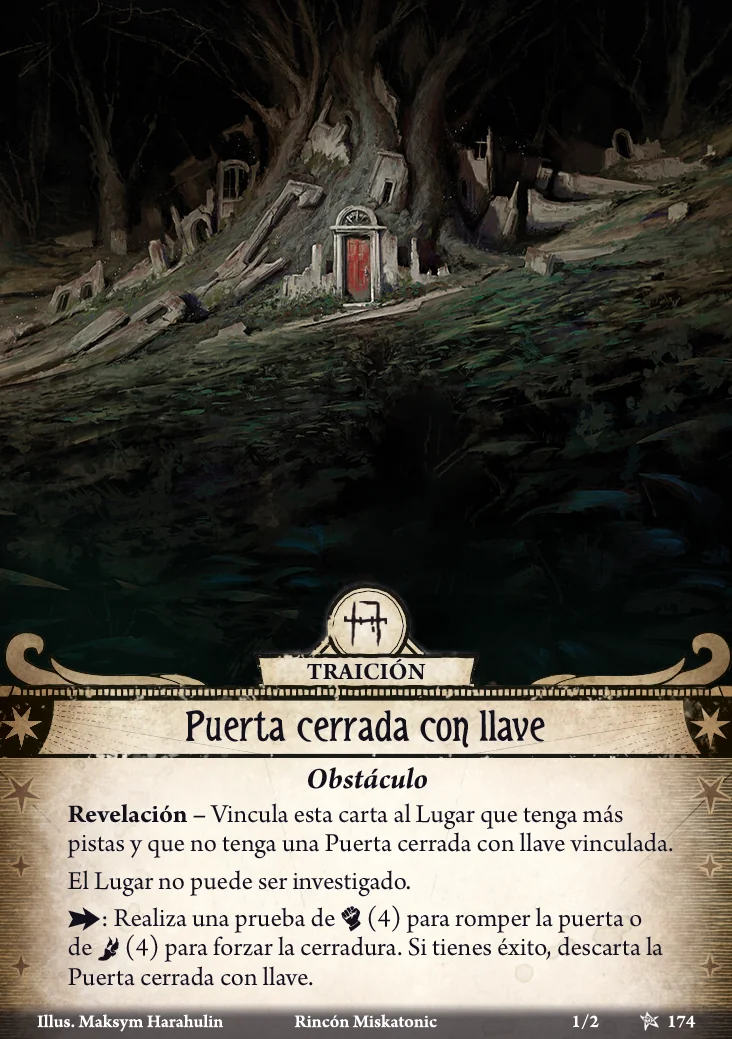 TRAICIÓN
Puerta cerrada con llave
Obstáculo
Revelación – Vincula esta carta al Lugar que tenga más
pistas y que no tenga una Puerta cerrada con llave vinculada.
El Lugar no puede ser investigado.
: Realiza una prueba de (4) para romper la puerta o
de (4) para forzar la cerradura. Si tienes éxito, descarta la
Puerta cerrada con llave.
Illus. Maksym Harahulin Rincón Miskatonic 1/2 174